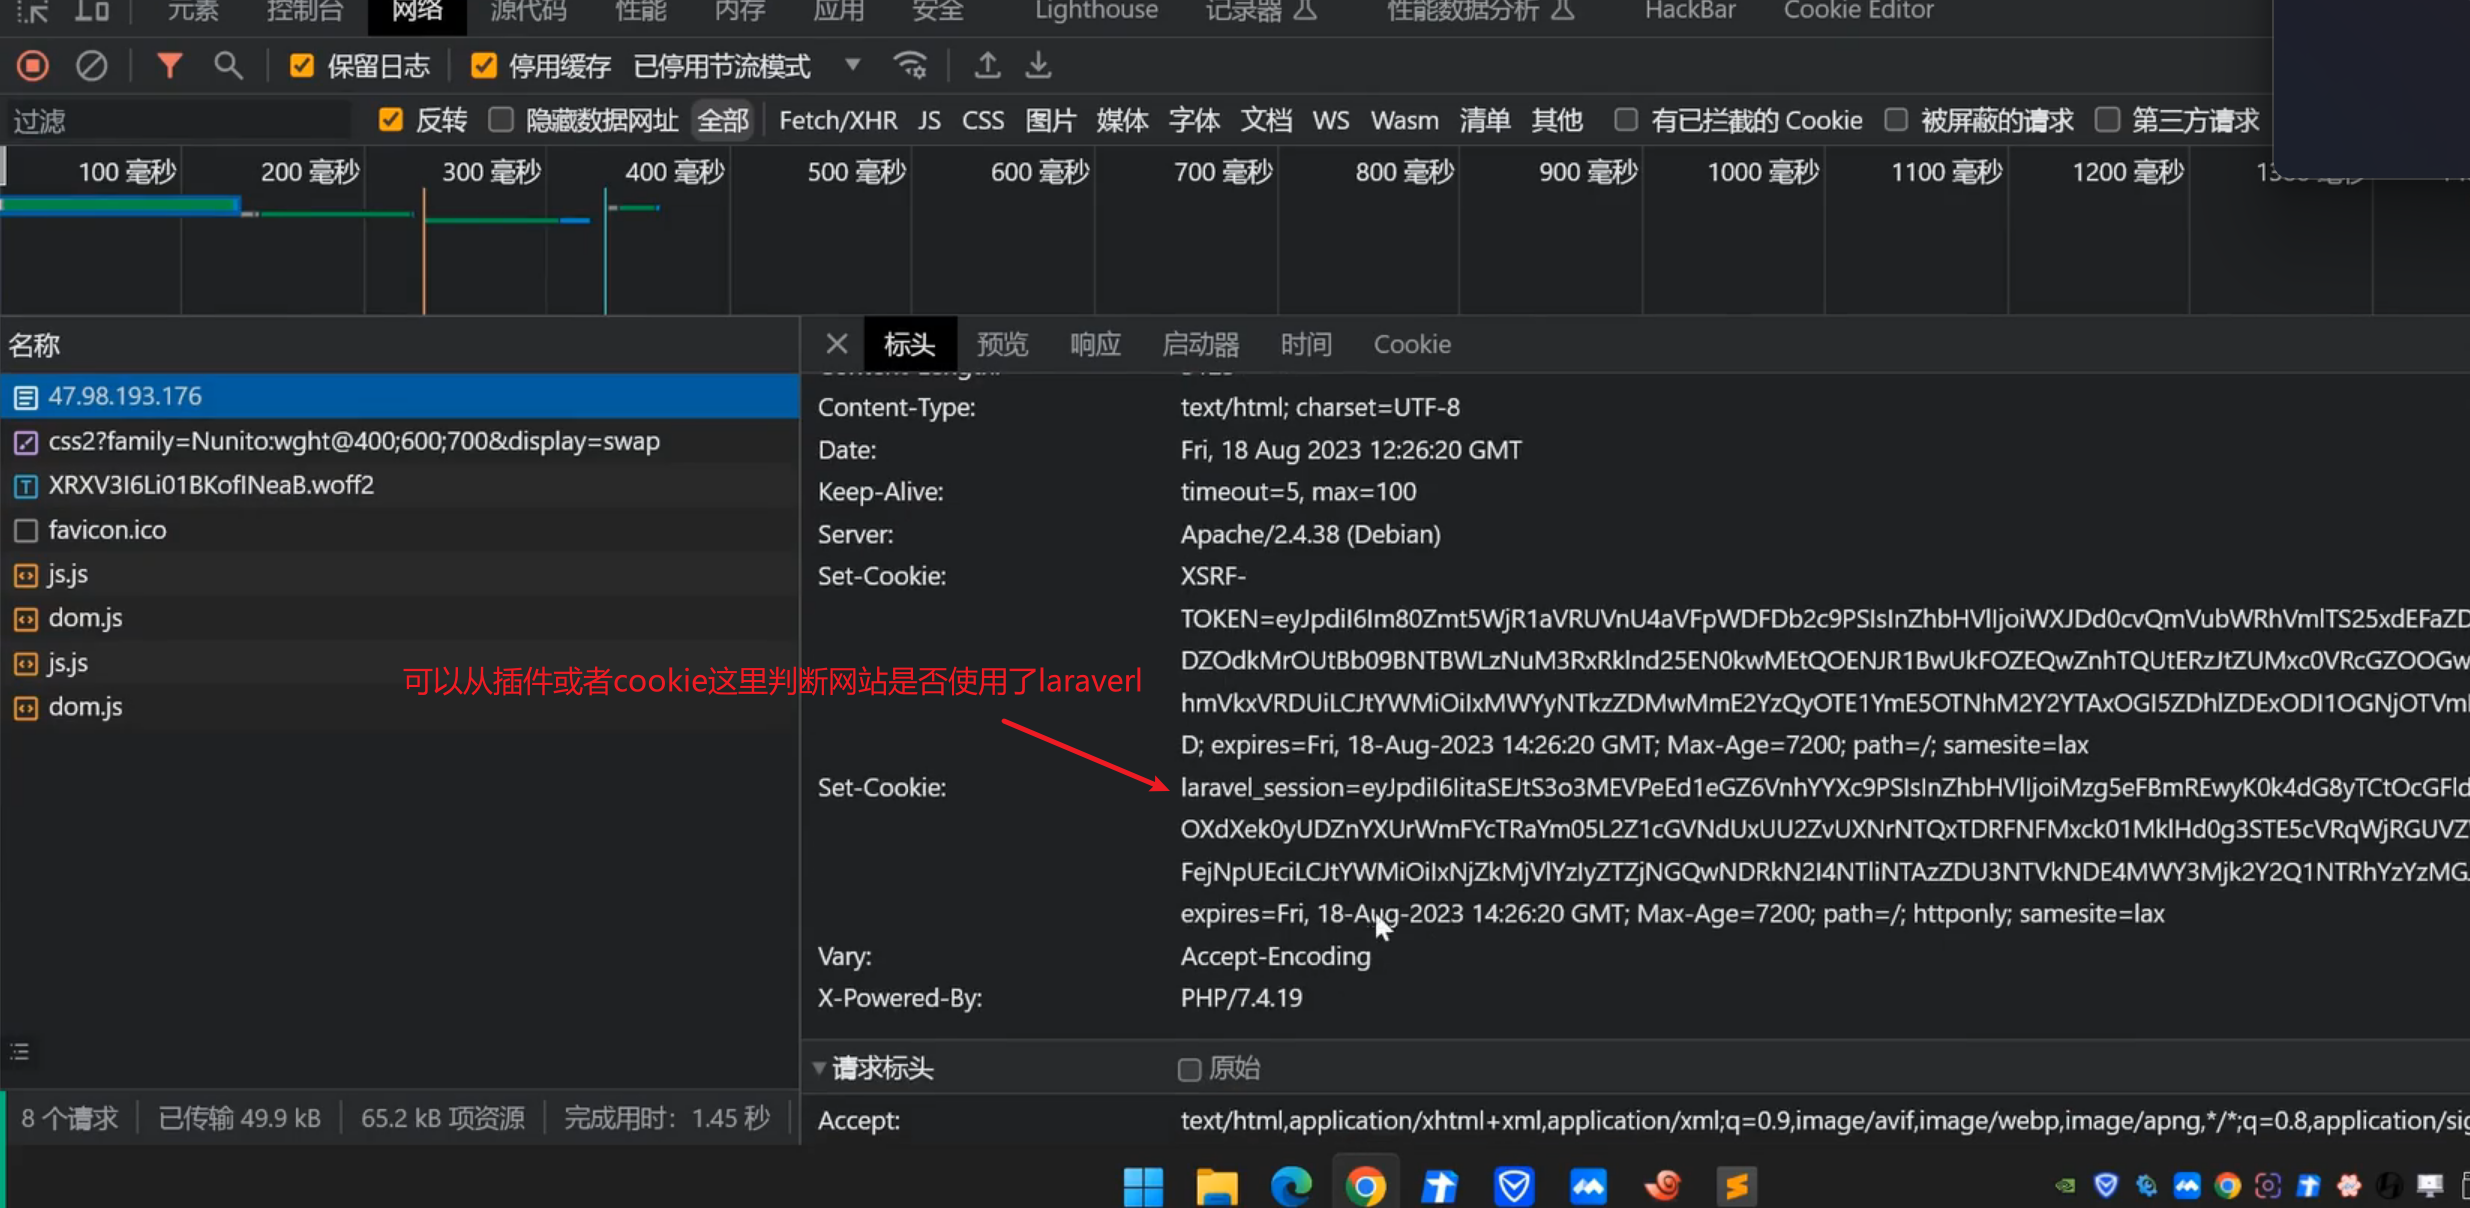 元素 控制台 网络 源代码 性能 内存 应用 安全 Lighthouse 记录器 性能数据分析 HackBar Cookie Editor
保留日志 停用缓存 已停用节流模式
过滤 反转 隐藏数据网址 全部 Fetch/XHR JS CSS 图片 媒体 字体 文档 WS Wasm 清单 其他 有已拦截的 Cookie 被屏蔽的请求 第三方请求
100 毫秒 200 毫秒 300 毫秒 400 毫秒 500 毫秒 600 毫秒 700 毫秒 800 毫秒 900 毫秒 1000 毫秒 1100 毫秒 1200 毫秒
名称
47.98.193.176
css2?family=Nunito:wght@400;600;700&display=swap
XRXV3I6Li01BKofINeaB.woff2
favicon.ico
js.js
dom.js
js.js
dom.js
8 个请求 已传输 49.9 kB 65.2 kB 项资源 完成用时： 1.45 秒
标头 预览 响应 启动器 时间 Cookie
Content-Type: text/html; charset=UTF-8
Date: Fri, 18 Aug 2023 12:26:20 GMT
Keep-Alive: timeout=5, max=100
Server: Apache/2.4.38 (Debian)
Set-Cookie: XSRF-
D; expires=Fri, 18-Aug-2023 14:26:20 GMT; Max-Age=7200; path=/; samesite=lax
可以从插件或者cookie这里判断网站是否使用了laraverl
Set-Cookie:
expires=Fri, 18-Aug-2023 14:26:20 GMT; Max-Age=7200; path=/; httponly; samesite=lax
Vary: Accept-Encoding
X-Powered-By: PHP/7.4.19
请求标头 原始
Accept: text/html,application/xhtml+xml,application/xml;q=0.9,image/avif,image/webp,image/apng,*/*;q=0.8,application/sig